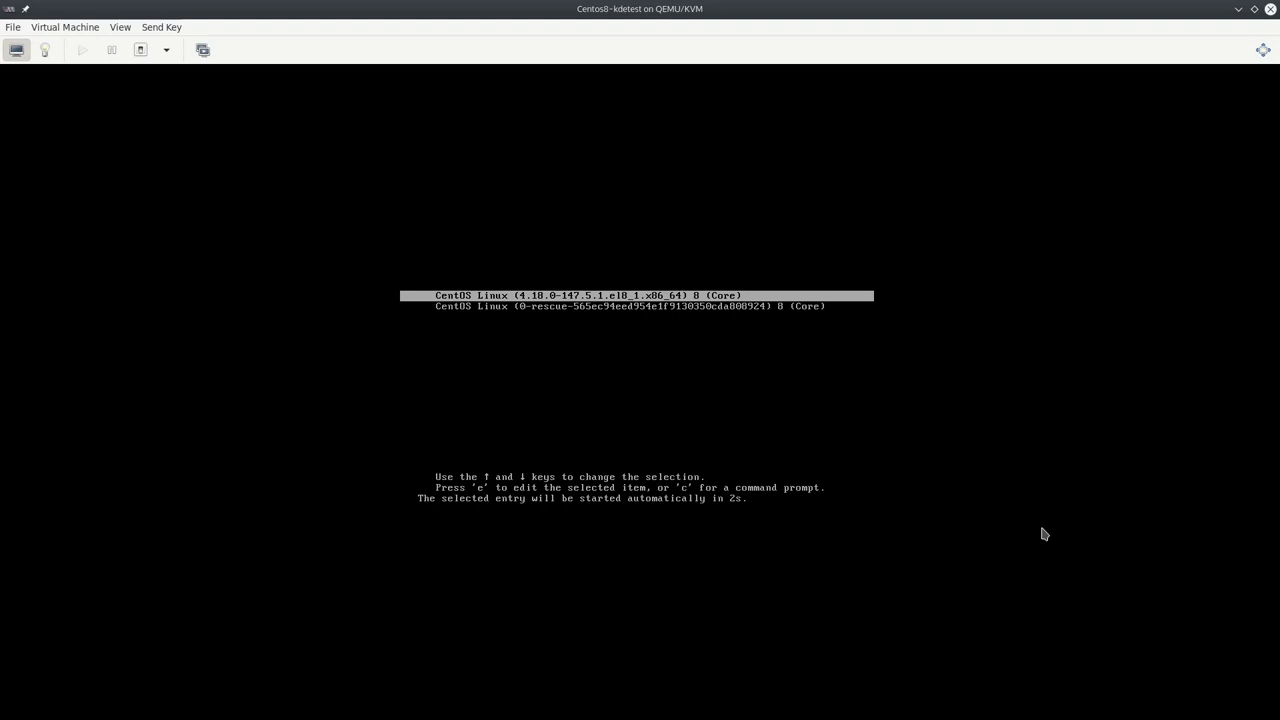 Centos8-kdetest on QEMU/KVM
File Virtual Machine View Send Key
CentOS Linux (4.18.0-147.5.1.el8_1.x86_64) 8 (Core)
CentOS Linux (0-rescue-565ec94eed954e1f9130350cda808924) 8 (Core)
Use the ↑ and ↓ keys to change the selection.
Press 'e' to edit the selected item, or 'c' for a command prompt.
The selected entry will be started automatically in 2s.